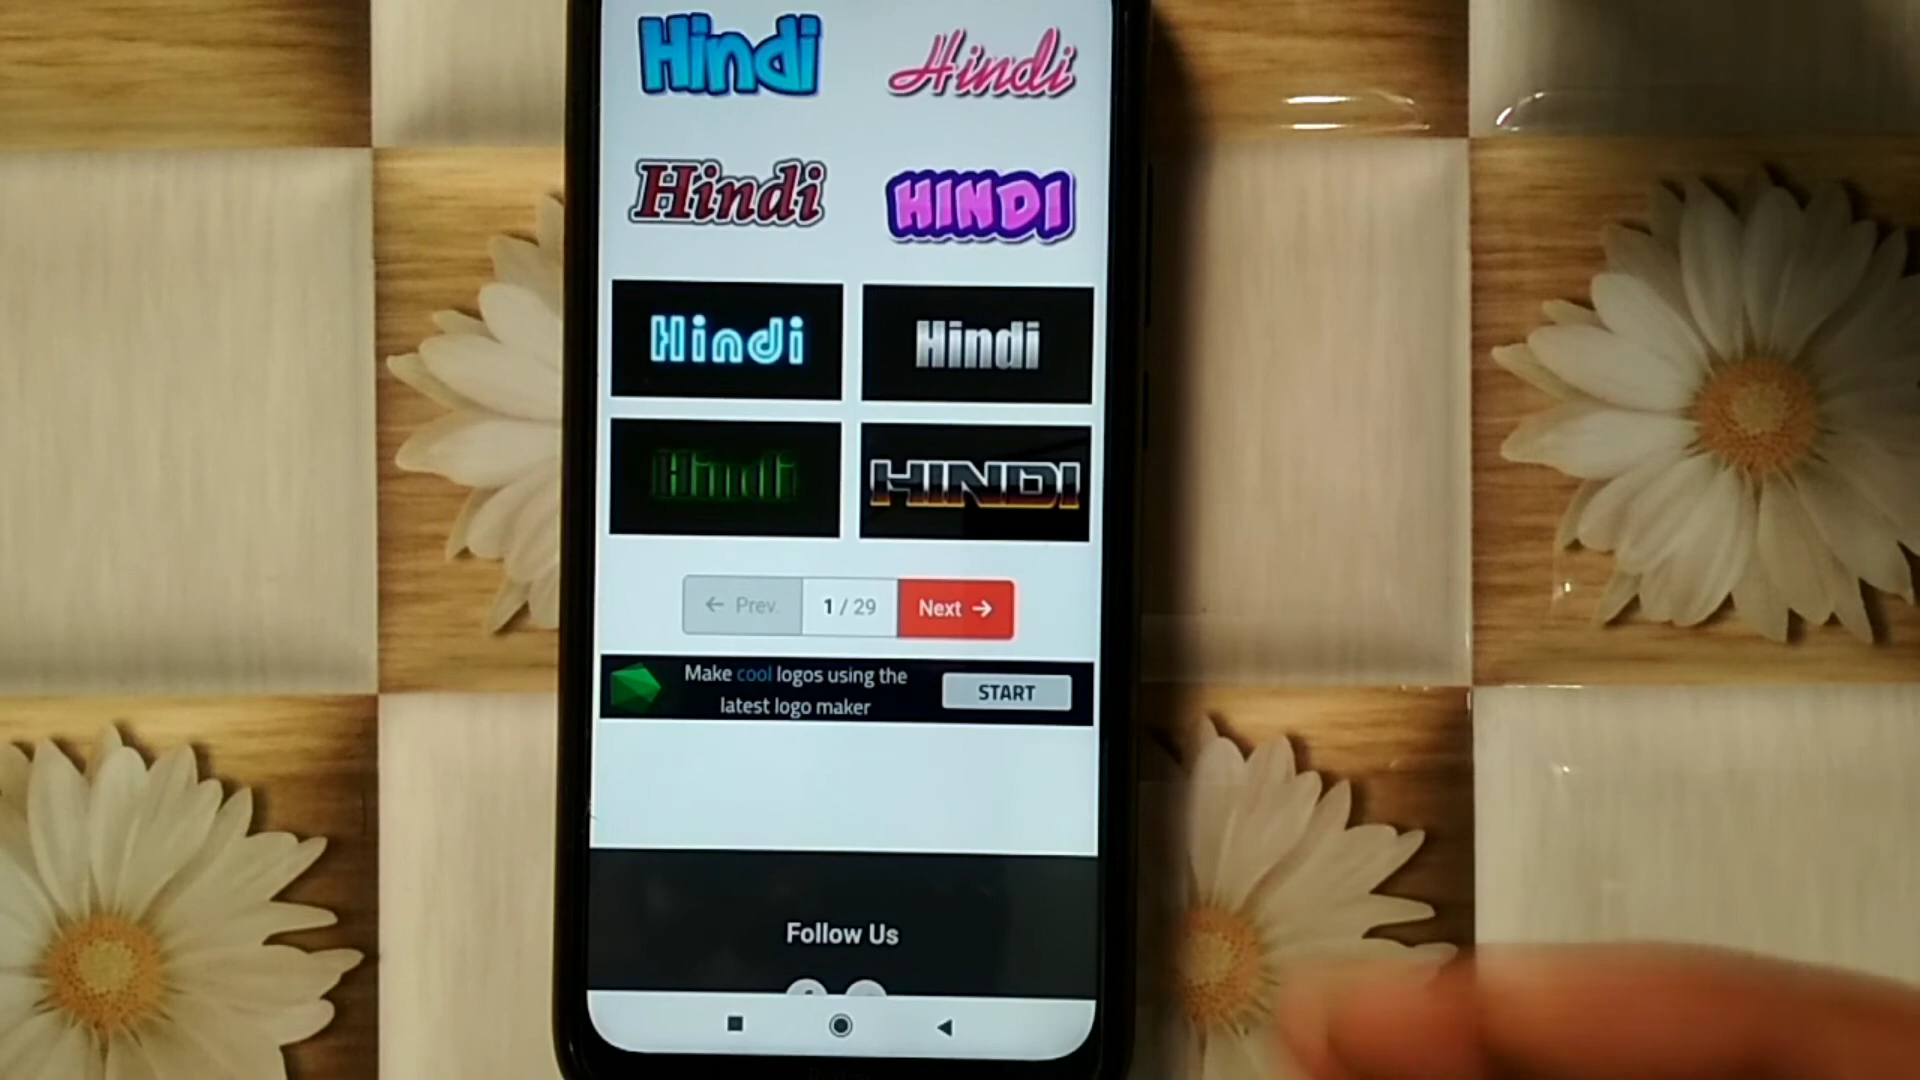 Hindi
Hindi
Hindi
HINDI
Hindi
Hindi
Hindi
HINDI
← Prev. 1 / 29 Next →
Make cool logos using the
latest logo maker
START
Follow Us